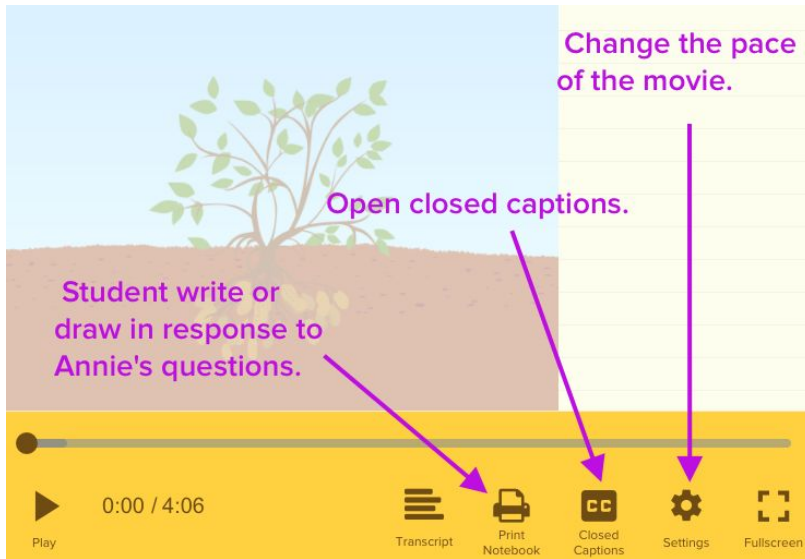 Change the pace
of the movie.
Open closed captions.
Student write or
draw in response to
Annie's questions.
0:00 / 4:06
Play
Transcript
Print
Notebook
CC
Closed
Captions
Settings
Fullscreen